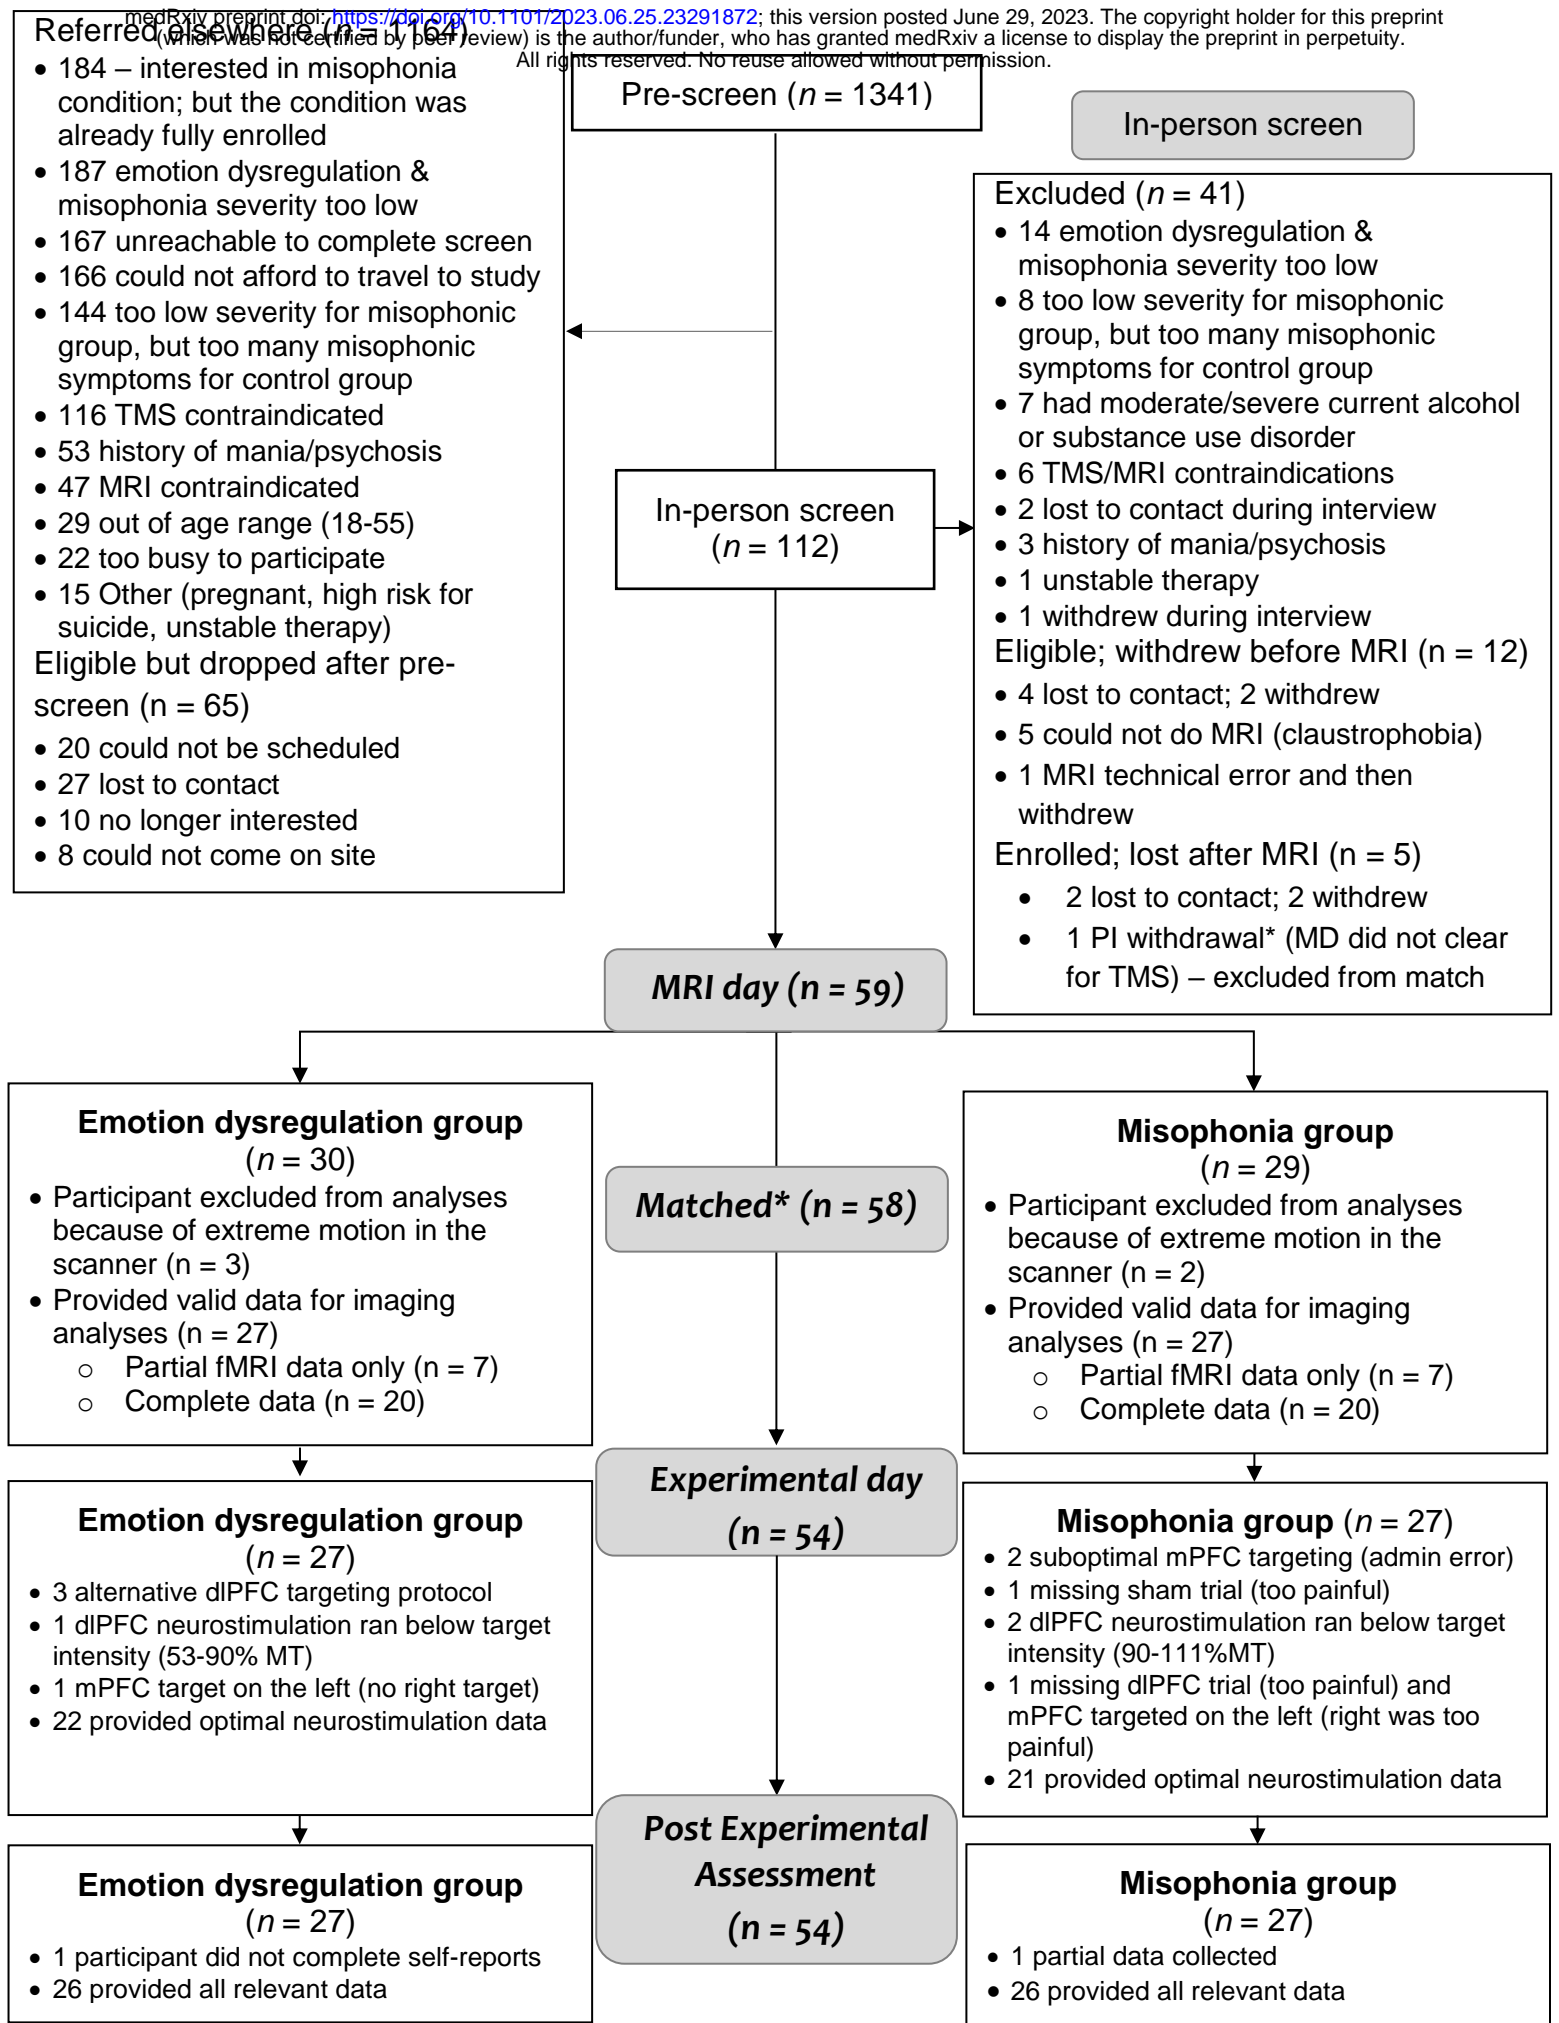 medRxiv preprint doi: https://doi.org/10.1101/2023.06.25.23291872; this version posted June 29, 2023. The copyright holder for this preprint
(which was not certified by peer review) is the author/funder, who has granted medRxiv a license to display the preprint in perpetuity.
All rights reserved. No reuse allowed without permission.
Referred elsewhere (n = 1164)
• 184 – interested in misophonia
condition; but the condition was
already fully enrolled
• 187 emotion dysregulation &
misophonia severity too low
• 167 unreachable to complete screen
• 166 could not afford to travel to study
• 144 too low severity for misophonic
group, but too many misophonic
symptoms for control group
• 116 TMS contraindicated
• 53 history of mania/psychosis
• 47 MRI contraindicated
• 29 out of age range (18-55)
• 22 too busy to participate
• 15 Other (pregnant, high risk for
suicide, unstable therapy)
Eligible but dropped after pre-
screen (n = 65)
• 20 could not be scheduled
• 27 lost to contact
• 10 no longer interested
• 8 could not come on site
Pre-screen (n = 1341)
In-person screen
(n = 112)
In-person screen
Excluded (n = 41)
• 14 emotion dysregulation &
misophonia severity too low
• 8 too low severity for misophonic
group, but too many misophonic
symptoms for control group
• 7 had moderate/severe current alcohol
or substance use disorder
• 6 TMS/MRI contraindications
• 2 lost to contact during interview
• 3 history of mania/psychosis
• 1 unstable therapy
• 1 withdrew during interview
Eligible; withdrew before MRI (n = 12)
• 4 lost to contact; 2 withdrew
• 5 could not do MRI (claustrophobia)
• 1 MRI technical error and then
withdrew
Enrolled; lost after MRI (n = 5)
• 2 lost to contact; 2 withdrew
• 1 PI withdrawal* (MD did not clear
for TMS) – excluded from match
MRI day (n = 59)
Emotion dysregulation group
(n = 30)
• Participant excluded from analyses
because of extreme motion in the
scanner (n = 3)
• Provided valid data for imaging
analyses (n = 27)
o Partial fMRI data only (n = 7)
o Complete data (n = 20)
Matched* (n = 58)
Misophonia group
(n = 29)
• Participant excluded from analyses
because of extreme motion in the
scanner (n = 2)
• Provided valid data for imaging
analyses (n = 27)
o Partial fMRI data only (n = 7)
o Complete data (n = 20)
Experimental day
(n = 54)
Emotion dysregulation group
(n = 27)
• 3 alternative dlPFC targeting protocol
• 1 dlPFC neurostimulation ran below target
intensity (53-90% MT)
• 1 mPFC target on the left (no right target)
• 22 provided optimal neurostimulation data
Misophonia group (n = 27)
• 2 suboptimal mPFC targeting (admin error)
• 1 missing sham trial (too painful)
• 2 dlPFC neurostimulation ran below target
intensity (90-111%MT)
• 1 missing dlPFC trial (too painful) and
mPFC targeted on the left (right was too
painful)
• 21 provided optimal neurostimulation data
Post Experimental
Assessment
(n = 54)
Emotion dysregulation group
(n = 27)
• 1 participant did not complete self-reports
• 26 provided all relevant data
Misophonia group
(n = 27)
• 1 partial data collected
• 26 provided all relevant data